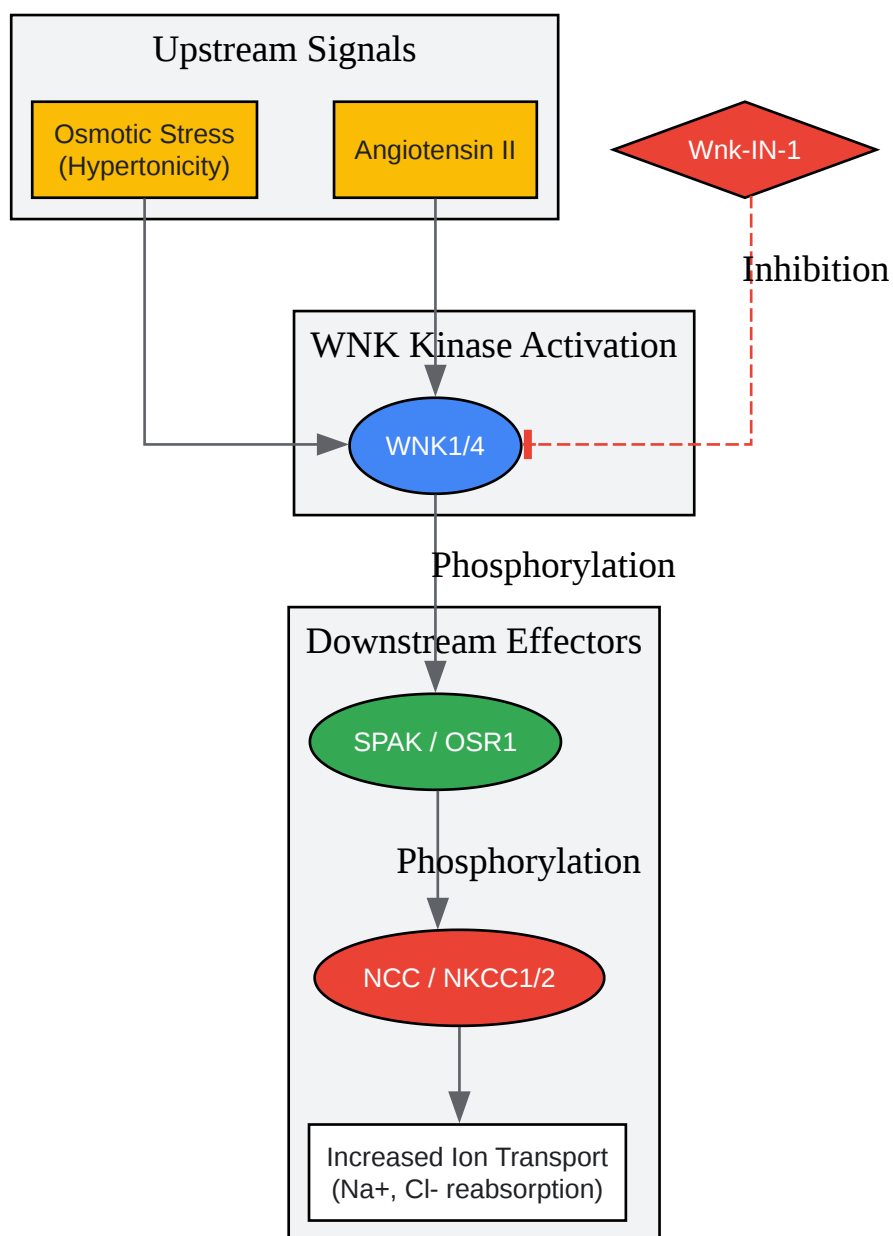 Upstream Signals
Osmotic Stress
(Hypertonicity)
Angiotensin II
Wnk-IN-1
Inhibition
WNK Kinase Activation
WNK1/4
Phosphorylation
Downstream Effectors
SPAK / OSR1
Phosphorylation
NCC / NKCC1/2
Increased Ion Transport
(Na+, Cl- reabsorption)